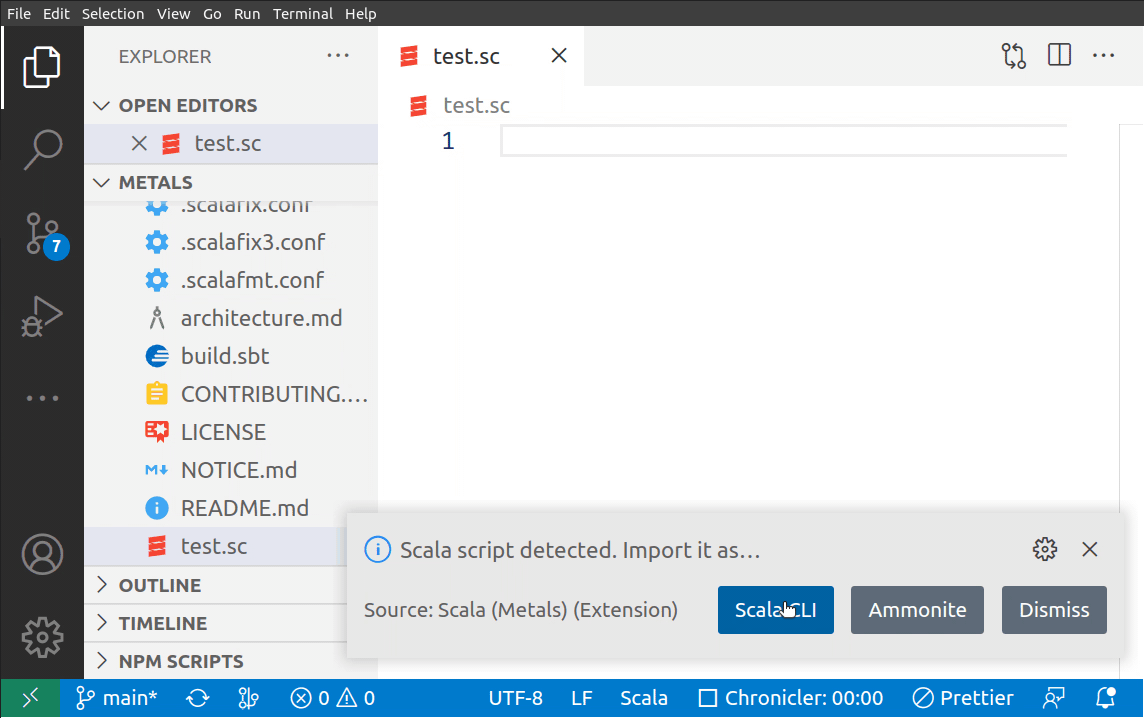 File Edit Selection View Go Run Terminal Help
EXPLORER
test.sc
OPEN EDITORS
test.sc
test.sc
1
METALS
.scalafix.conf
.scalafix3.conf
.scalafmt.conf
architecture.md
build.sbt
CONTRIBUTING....
LICENSE
NOTICE.md
README.md
test.sc
7
OUTLINE
TIMELINE
NPM SCRIPTS
Scala script detected. Import it as…
Source: Scala (Metals) (Extension)
Scala CLI
Ammonite
Dismiss
main* 0 0 UTF-8 LF Scala Chronicler: 00:00 Prettier